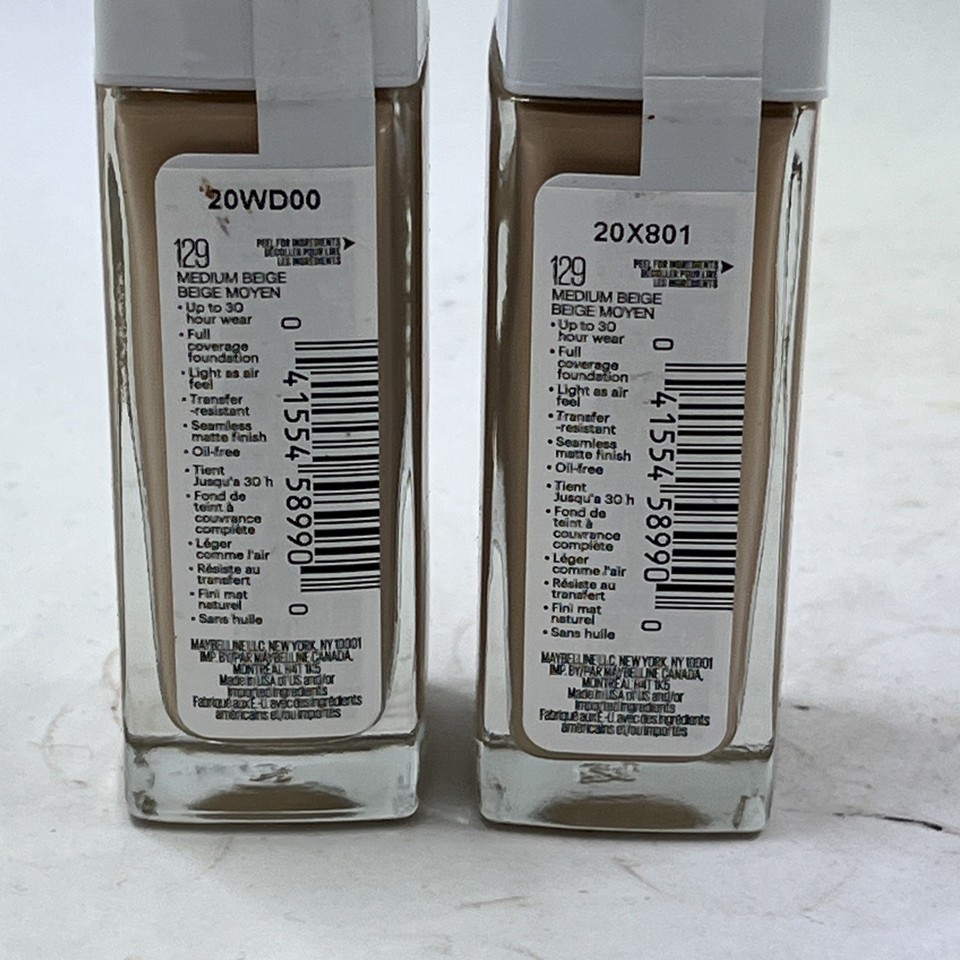 20WD00
129
PEEL FOR INGREDIENTS
DÉCOLLER POUR LIRE
LES INGRÉDIENTS
MEDIUM BEIGE
BEIGE MOYEN
• Up to 30
hour wear
• Full
coverage
foundation
• Light as air
feel
• Transfer
-resistant
• Seamless
matte finish
• Oil-free
• Tient
Jusqu'a 30 h
• Fond de
teint à
couvrance
complète
• Léger
comme l'air
• Résiste au
transfert
• Fini mat
naturel
• Sans huile
0 41554 58990 0
MAYBELLINE LLC, NEW YORK, NY 10001
IMP. BY/PAR MAYBELLINE CANADA,
MONTRÉAL H4T 1K5
Made in USA of US and/or
imported ingredients
Fabriqué aux É.-U. avec des ingrédients
américains et/ou importés
20X801
129
PEEL FOR INGREDIENTS
DÉCOLLER POUR LIRE
LES INGRÉDIENTS
MEDIUM BEIGE
BEIGE MOYEN
• Up to 30
hour wear
• Full
coverage
foundation
• Light as air
feel
• Transfer
-resistant
• Seamless
matte finish
• Oil-free
• Tient
Jusqu'a 30 h
• Fond de
teint à
couvrance
complète
• Léger
comme l'air
• Résiste au
transfert
• Fini mat
naturel
• Sans huile
0 41554 58990 0
MAYBELLINE LLC, NEW YORK, NY 10001
IMP. BY/PAR MAYBELLINE CANADA,
MONTRÉAL H4T 1K5
Made in USA of US and/or
imported ingredients
Fabriqué aux É.-U. avec des ingrédients
américains et/ou importés